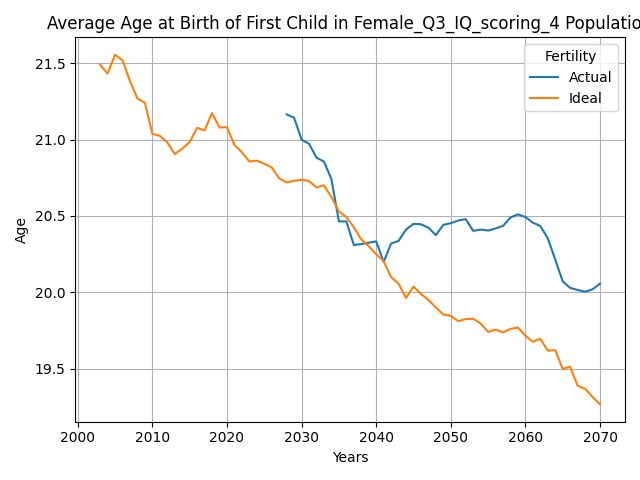 Average Age at Birth of First Child in Female_Q3_IQ_scoring_4 Populatio
Fertility
Actual
Ideal
21.5
21.0
20.5
20.0
19.5
Age
2000 2010 2020 2030 2040 2050 2060 2070
Years